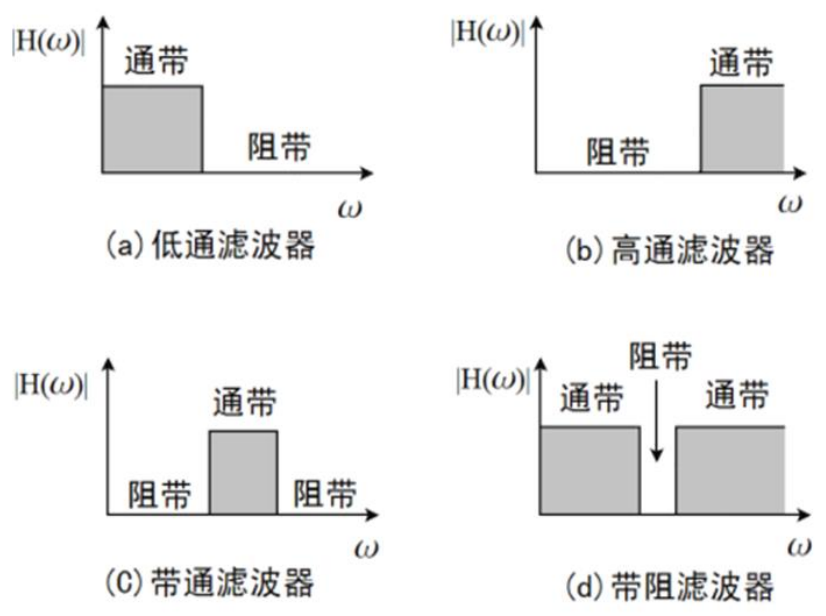 |H(ω)|
通带
阻带
ω
(a)低通滤波器
|H(ω)|
通带
阻带
ω
(b)高通滤波器
|H(ω)|
通带
阻带
阻带
ω
(C)带通滤波器
|H(ω)|
阻带
通带
通带
ω
(d)带阻滤波器